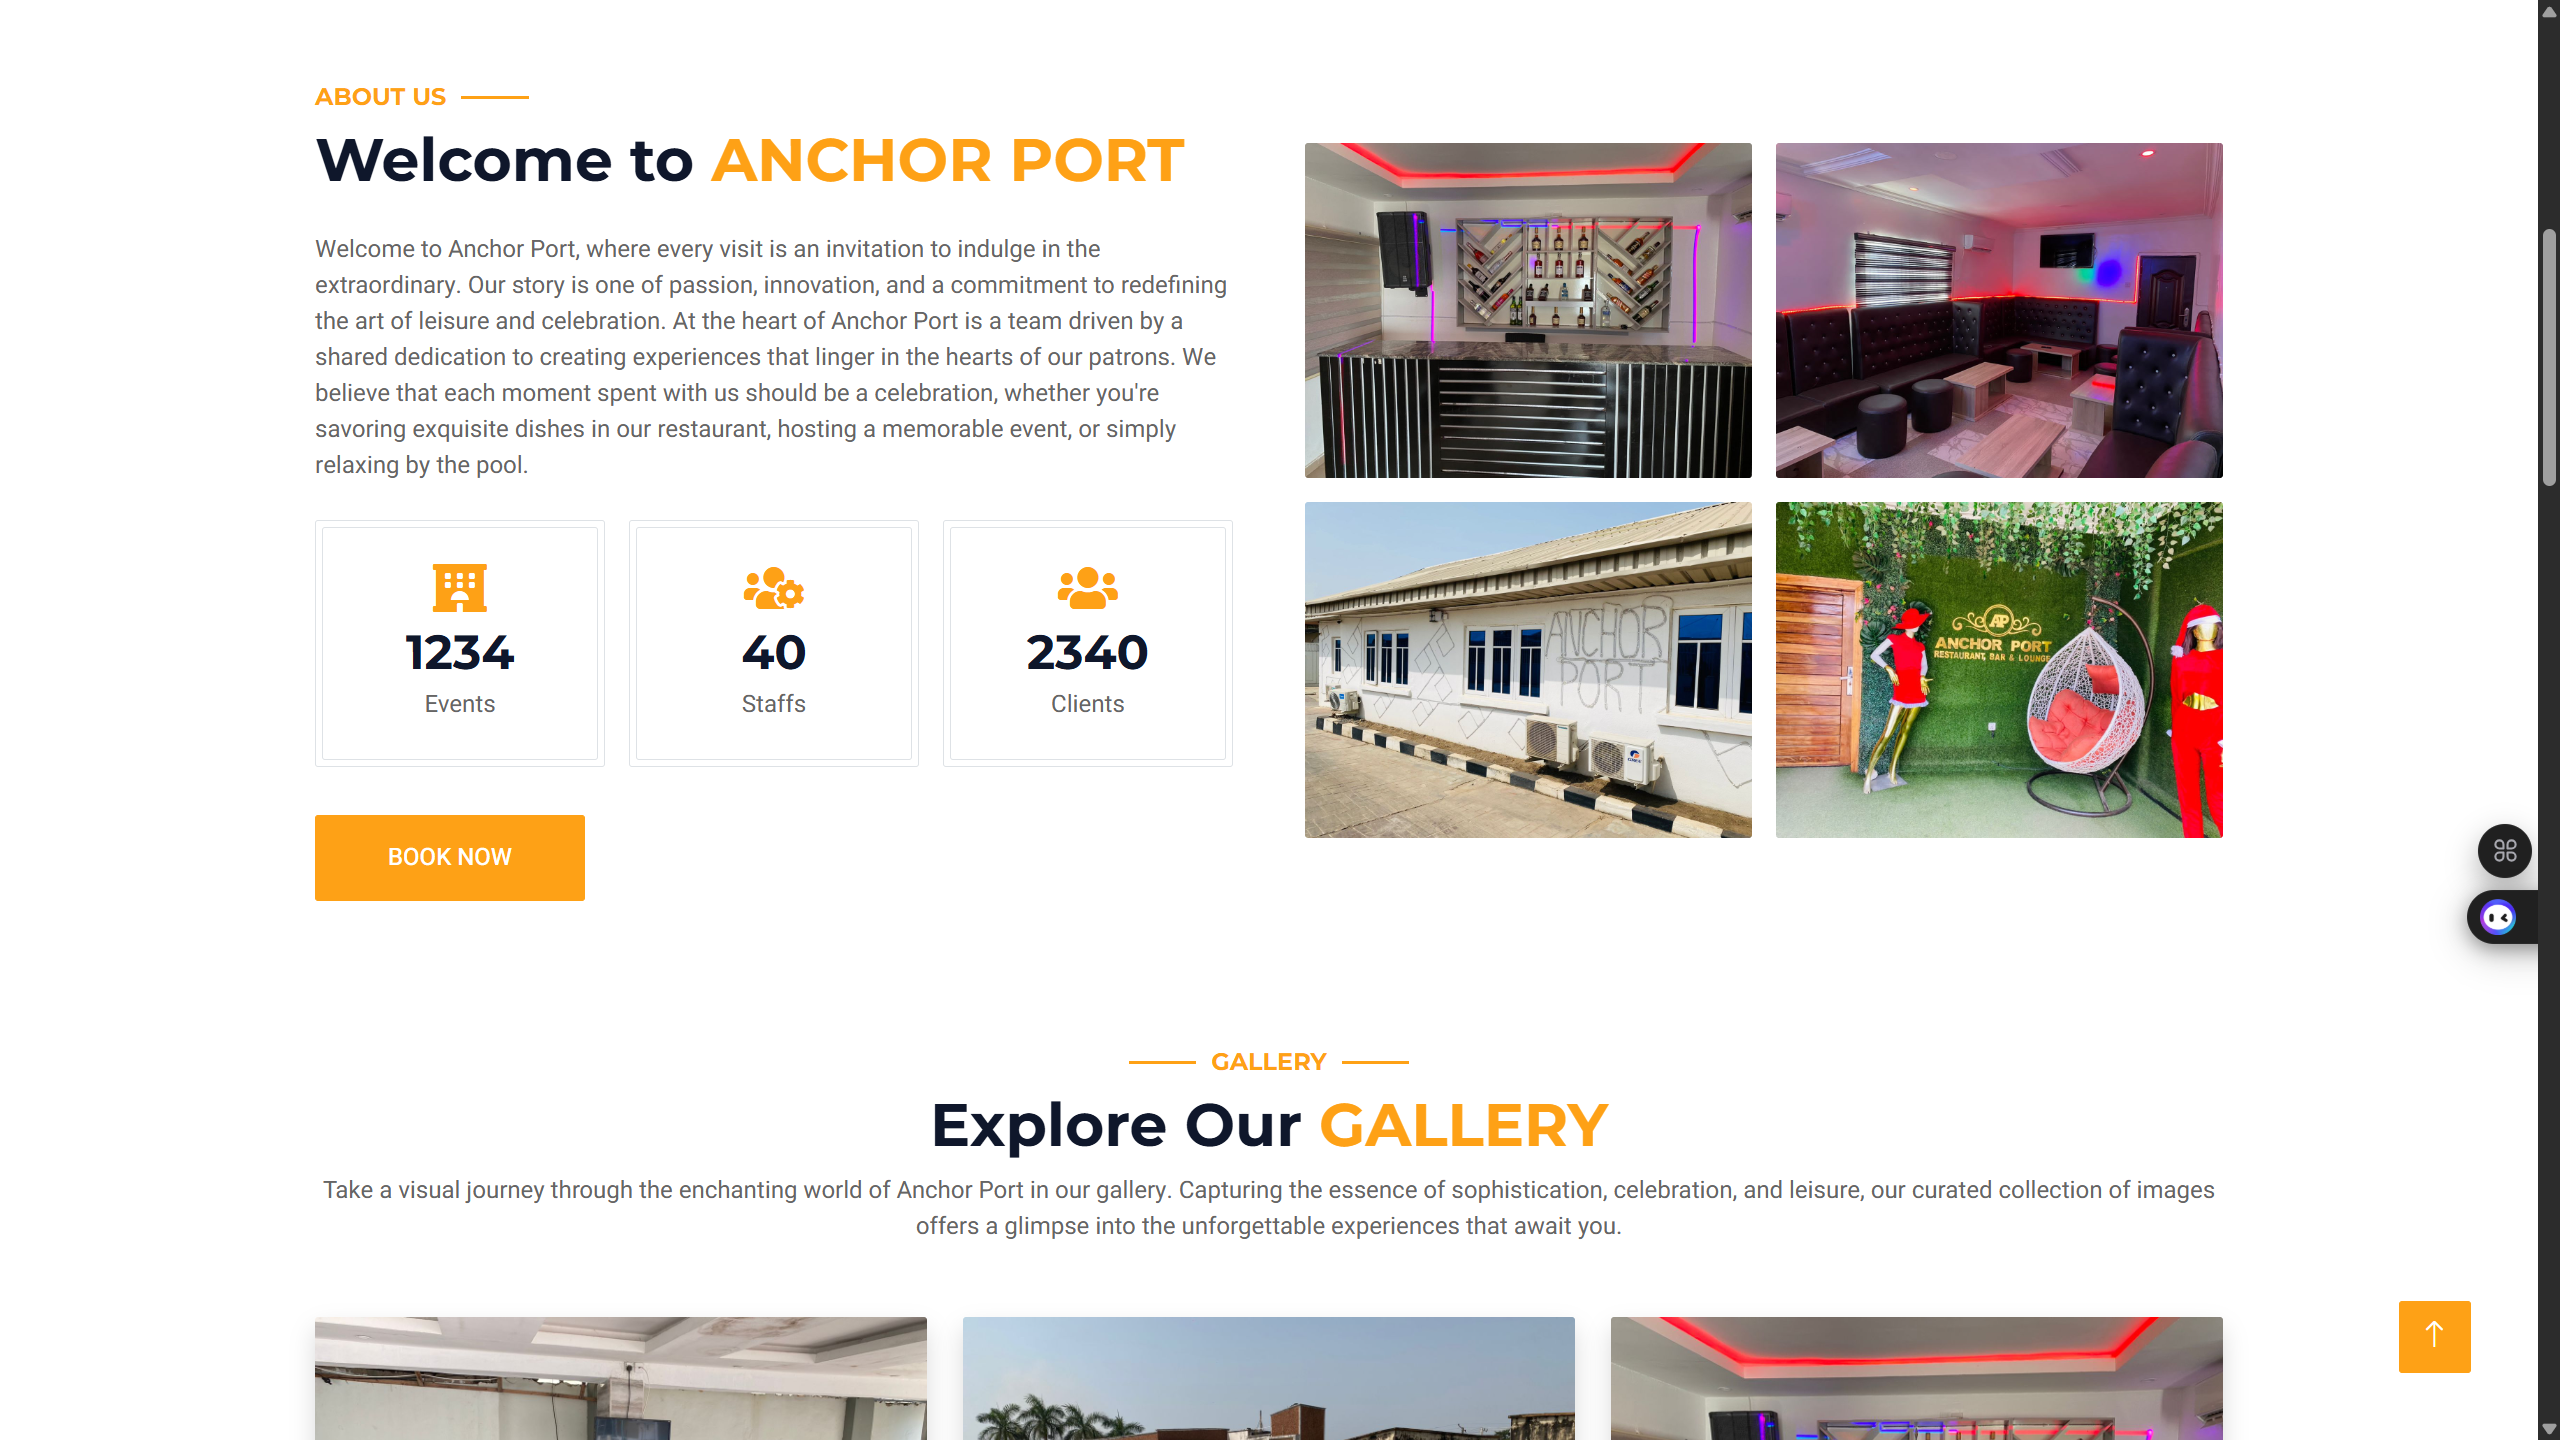 ABOUT US
Welcome to ANCHOR PORT
Welcome to Anchor Port, where every visit is an invitation to indulge in the
extraordinary. Our story is one of passion, innovation, and a commitment to redefining
the art of leisure and celebration. At the heart of Anchor Port is a team driven by a
shared dedication to creating experiences that linger in the hearts of our patrons. We
believe that each moment spent with us should be a celebration, whether you're
savoring exquisite dishes in our restaurant, hosting a memorable event, or simply
relaxing by the pool.
1234
Events
40
Staffs
2340
Clients
BOOK NOW
ANCHOR
PORT
AP
ANCHOR PORT
RESTAURANT, BAR & LOUNGE
GALLERY
Explore Our GALLERY
Take a visual journey through the enchanting world of Anchor Port in our gallery. Capturing the essence of sophistication, celebration, and leisure, our curated collection of images
offers a glimpse into the unforgettable experiences that await you.